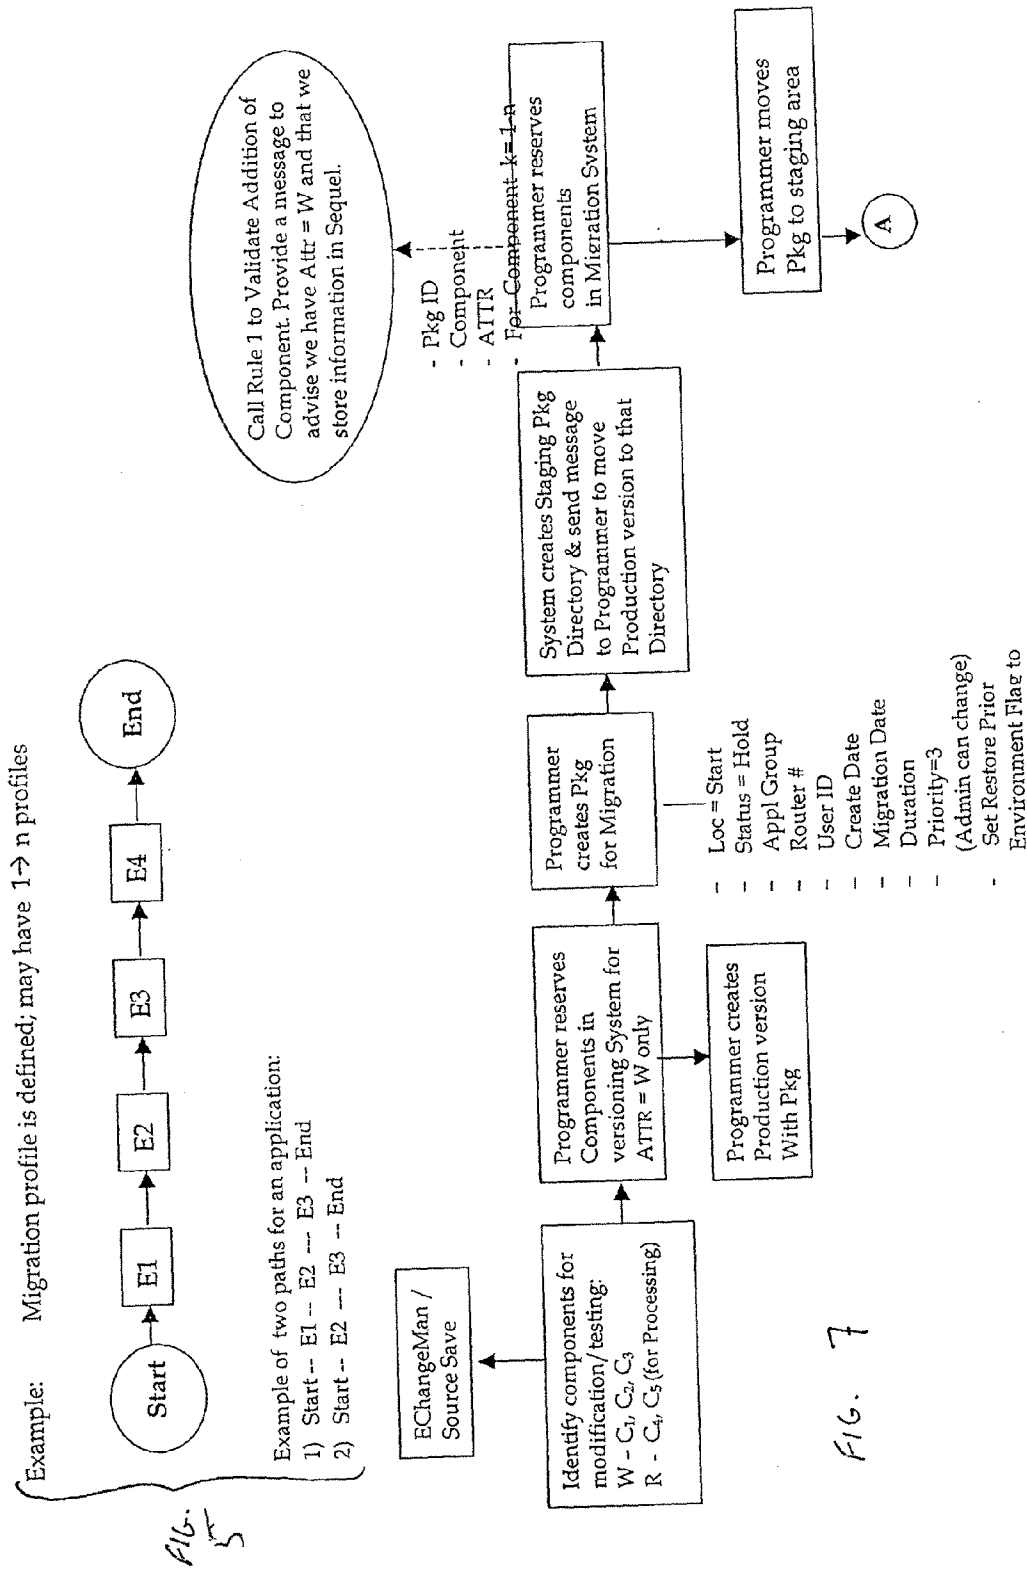 Example: Migration profile is defined; may have 1→ n profiles
Start
E1
E2
E3
E4
End
Example of two paths for an application:
1) Start -- E1 -- E2 --- E3 -- End
2) Start -- E2 --- E3 -- End
FIG.
5
EChangeMan /
Source Save
Identify components for
modification/testing:
W - C1, C2, C3
R - C4, C5 (for Processing)
Programmer reserves
Components in
versioning System for
ATTR = W only
Programmer creates
Production version
With Pkg
Programmer
creates Pkg
for Migration
- Loc = Start
- Status = Hold
- Appl Group
- Router #
- User ID
- Create Date
- Migration Date
- Duration
- Priority=3
(Admin can change)
- Set Restore Prior
Environment Flag to
System creates Staging Pkg
Directory & send message
to Programmer to move
Production version to that
Directory
Call Rule 1 to Validate Addition of
Component. Provide a message to
advise we have Attr = W and that we
store information in Sequel.
- Pkg ID
- Component
- ATTR
- For Component k= 1-n
Programmer reserves
components
in Migration System
Programmer moves
Pkg to staging area
A
FIG. 7